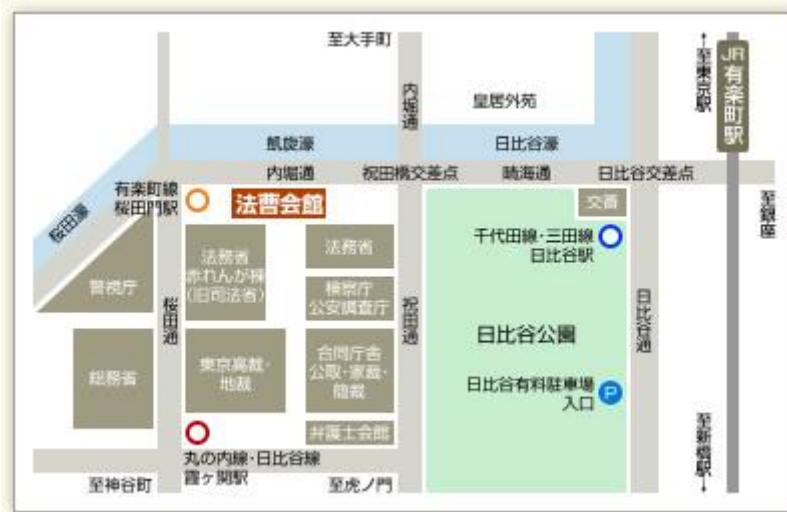 至大手町
内堀通
皇居外苑
↑至東京駅
JR有楽町駅
凱旋濠
日比谷濠
内堀通
祝田橋交差点
晴海通
日比谷交差点
至銀座
桜田濠
有楽町線
桜田門駅
法曹会館
交番
千代田線・三田線
日比谷駅
警視庁
法務省
赤れんが棟
(旧司法省)
法務省
検察庁
公安調査庁
桜田通
祝田通
日比谷公園
日比谷通
総務省
東京高裁・
地裁
合同庁舎
公取・家裁・
簡裁
日比谷有料駐車場
入口
P
弁護士会館
丸の内線・日比谷線
霞ヶ関駅
至新橋駅↓
至神谷町
至虎ノ門